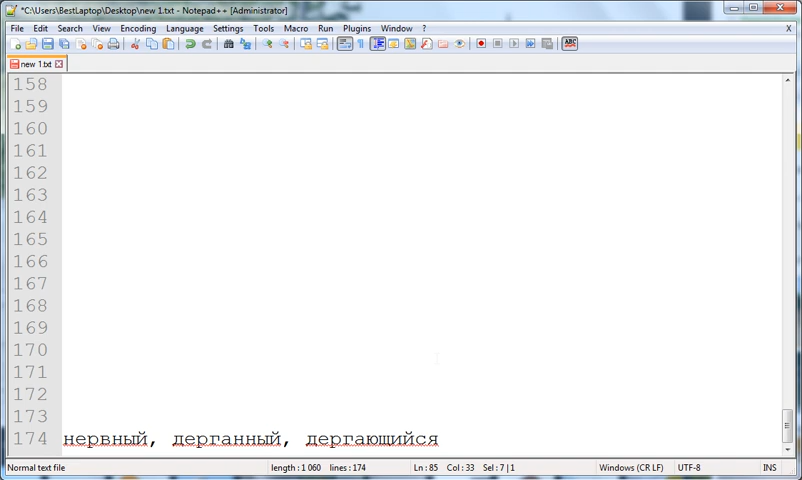 *C:\Users\BestLaptop\Desktop\new 1.txt - Notepad++ [Administrator]
File Edit Search View Encoding Language Settings Tools Macro Run Plugins Window ? X
ABC
new 1.txt
158
159
160
161
162
163
164
165
166
167
168
169
170
171
172
173
174 нервный, дерганный, дергающийся
Normal text file length : 1 060 lines : 174 Ln : 85 Col : 33 Sel : 7 | 1 Windows (CR LF) UTF-8 INS